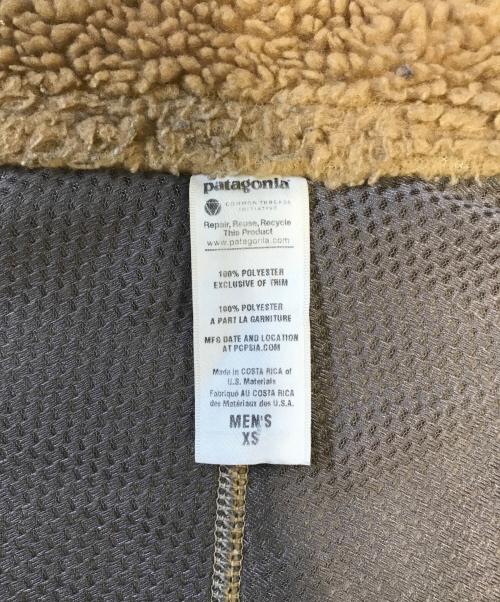 patagonia
COMMON THREADS
INITIATIVE
Repair, Reuse, Recycle
This Product
www.patagonia.com
100% POLYESTER
EXCLUSIVE OF TRIM
100% POLYESTER
A PART LA GARNITURE
MFG DATE AND LOCATION
AT PCPSIA.COM
Made in COSTA RICA of
U.S. Materials
Fabriqué AU COSTA RICA
des Matériaux des U.S.A.
MEN'S
XS